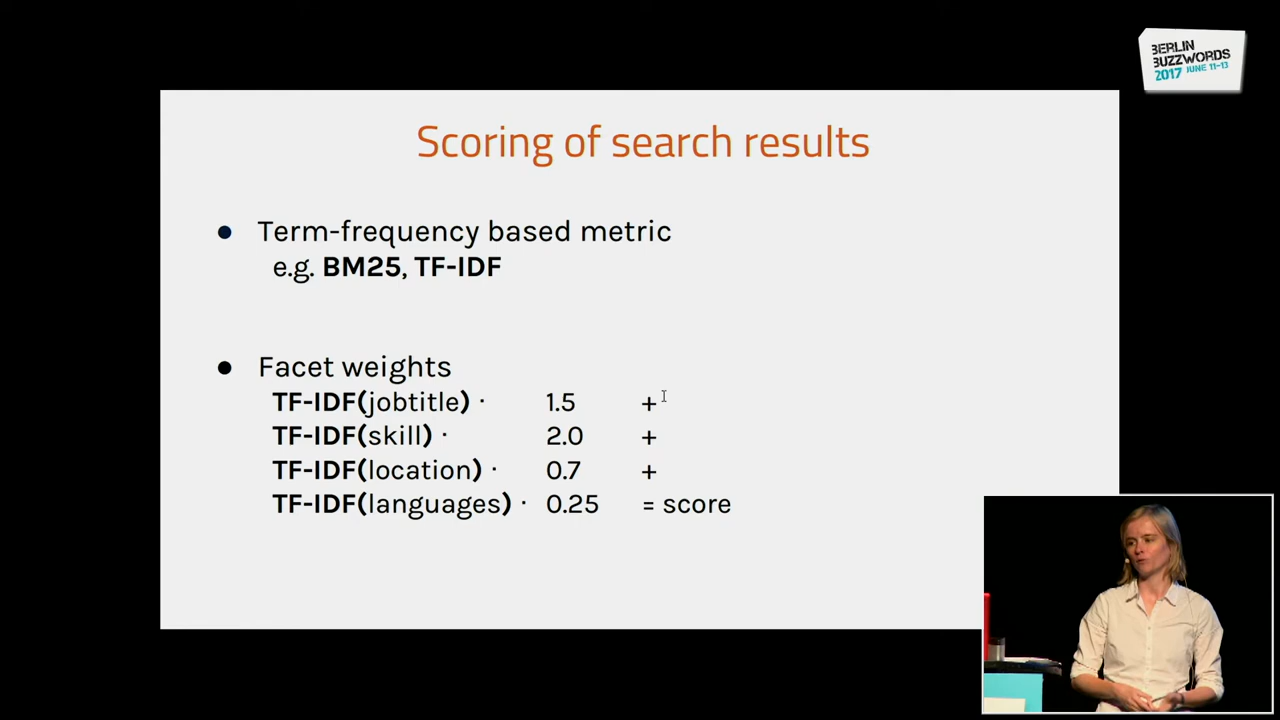 BERLIN
BUZZWORDS
2017 JUNE 11-13
Scoring of search results
● Term-frequency based metric
e.g. BM25, TF-IDF
● Facet weights
TF-IDF(jobtitle) · 1.5 +
TF-IDF(skill) · 2.0 +
TF-IDF(location) · 0.7 +
TF-IDF(languages) · 0.25 = score